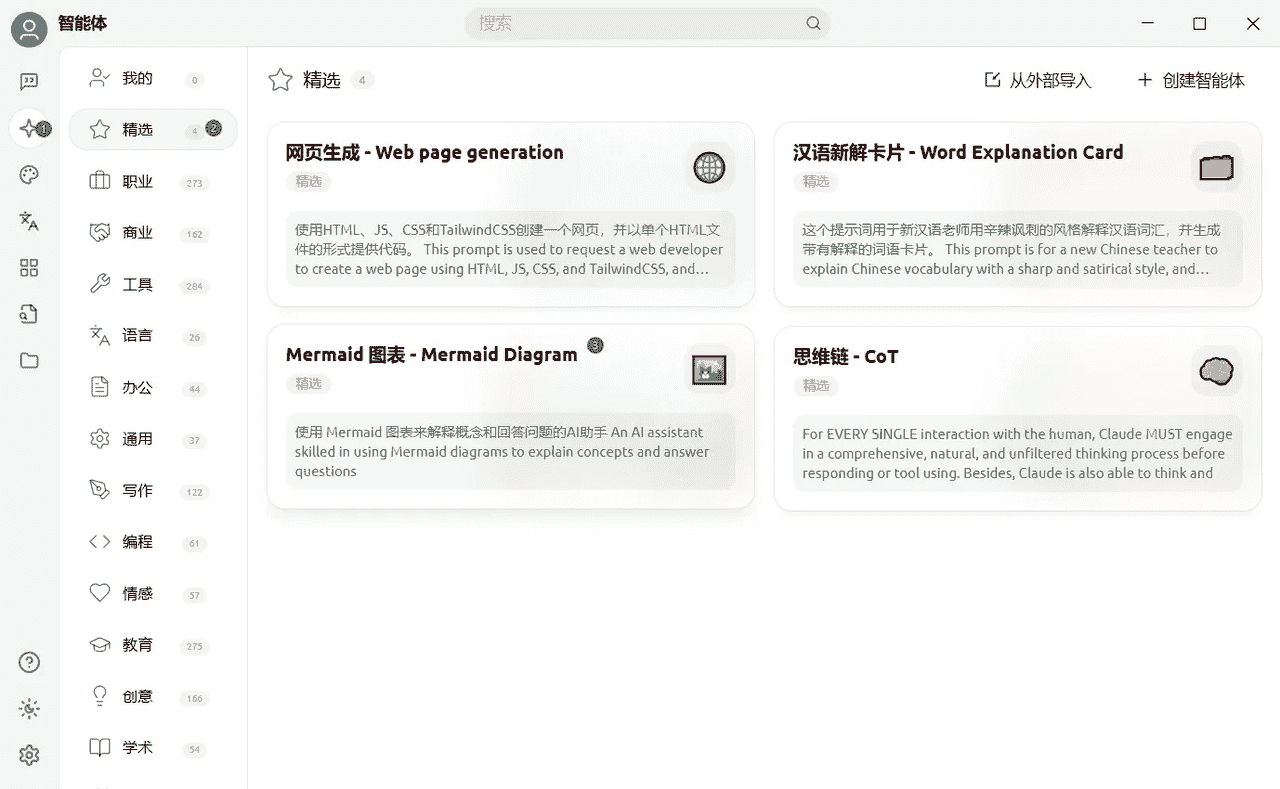 智能体
搜索
1
我的 0
精选 4 2
职业 273
商业 162
工具 284
语言 26
办公 44
通用 37
写作 122
编程 61
情感 57
教育 275
创意 166
学术 54
精选 4
从外部导入
创建智能体
网页生成 - Web page generation
精选
使用HTML、JS、CSS和TailwindCSS创建一个网页，并以单个HTML文
件的形式提供代码。 This prompt is used to request a web developer
to create a web page using HTML, JS, CSS, and TailwindCSS, and...
汉语新解卡片 - Word Explanation Card
精选
这个提示词用于新汉语老师用辛辣讽刺的风格解释汉语词汇，并生成
带有解释的词语卡片。 This prompt is for a new Chinese teacher to
explain Chinese vocabulary with a sharp and satirical style, and...
Mermaid 图表 - Mermaid Diagram 3
精选
使用 Mermaid 图表来解释概念和回答问题的AI助手 An AI assistant
skilled in using Mermaid diagrams to explain concepts and answer
questions
思维链 - CoT
精选
For EVERY SINGLE interaction with the human, Claude MUST engage
in a comprehensive, natural, and unfiltered thinking process before
responding or tool using. Besides, Claude is also able to think and